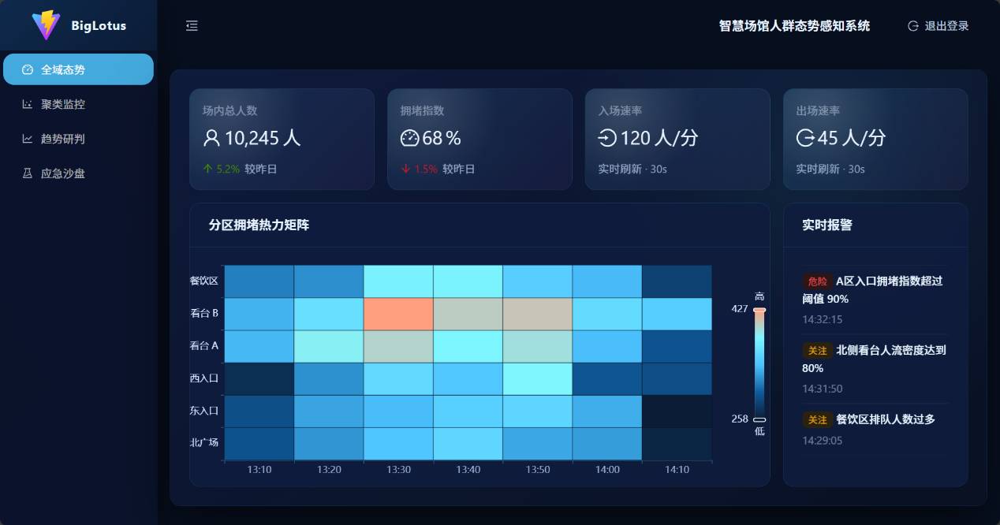 BigLotus
智慧场馆人群态势感知系统
退出登录
全域态势
聚类监控
趋势研判
应急沙盘
场内总人数
10,245 人
5.2% 较昨日
拥堵指数
68 %
1.5% 较昨日
入场速率
120 人/分
实时刷新 · 30s
出场速率
45 人/分
实时刷新 · 30s
分区拥堵热力矩阵
餐饮区
看台 B
看台 A
西入口
东入口
北广场
13:10 13:20 13:30 13:40 13:50 14:00 14:10
高
427
258
低
实时报警
危险 A区入口拥堵指数超过
阈值 90%
14:32:15
关注 北侧看台人流密度达到
80%
14:31:50
关注 餐饮区排队人数过多
14:29:05